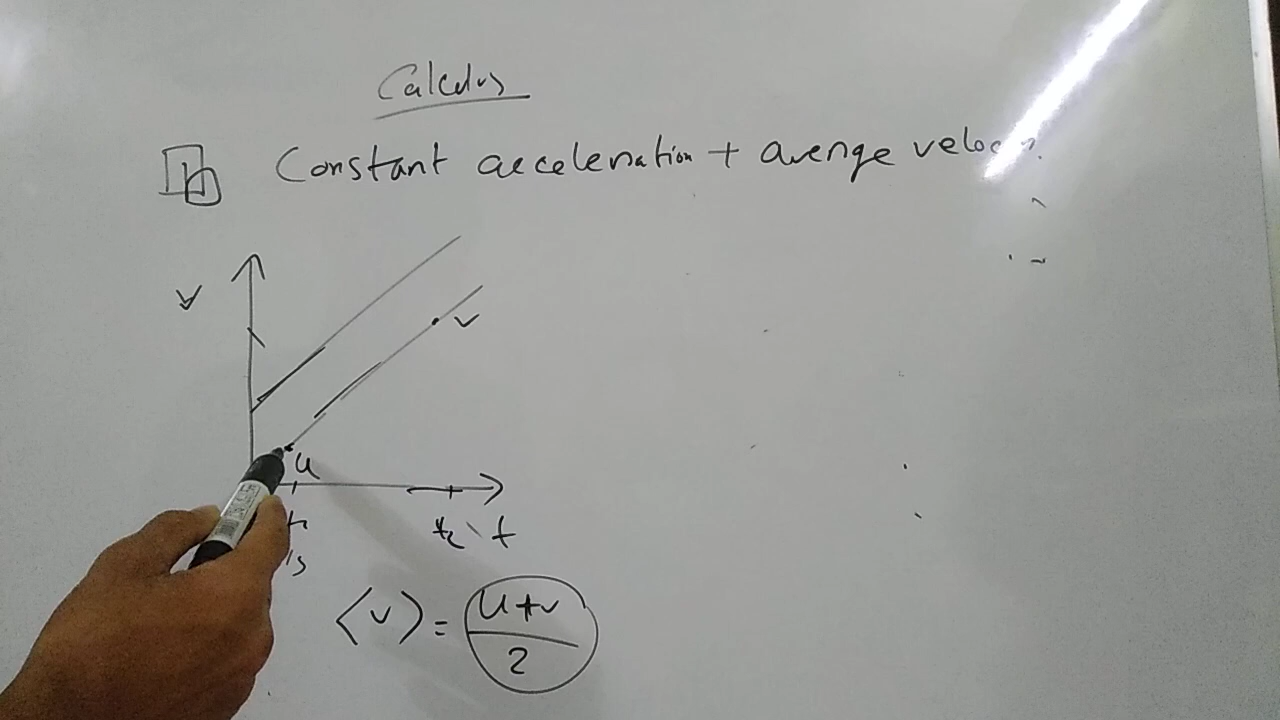 Calculus
Constant acceleration + average veloc
v
v
u
t₂ t
⟨v⟩ = (u+v)/2